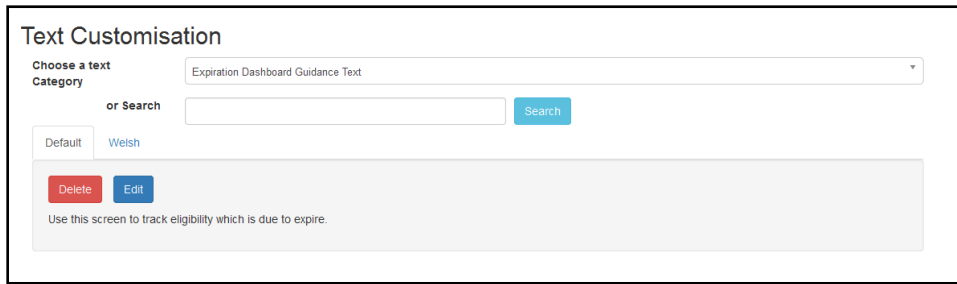 Text Customisation
Choose a text
Category
Expiration Dashboard Guidance Text
or Search
Search
Default
Welsh
Delete
Edit
Use this screen to track eligibility which is due to expire.